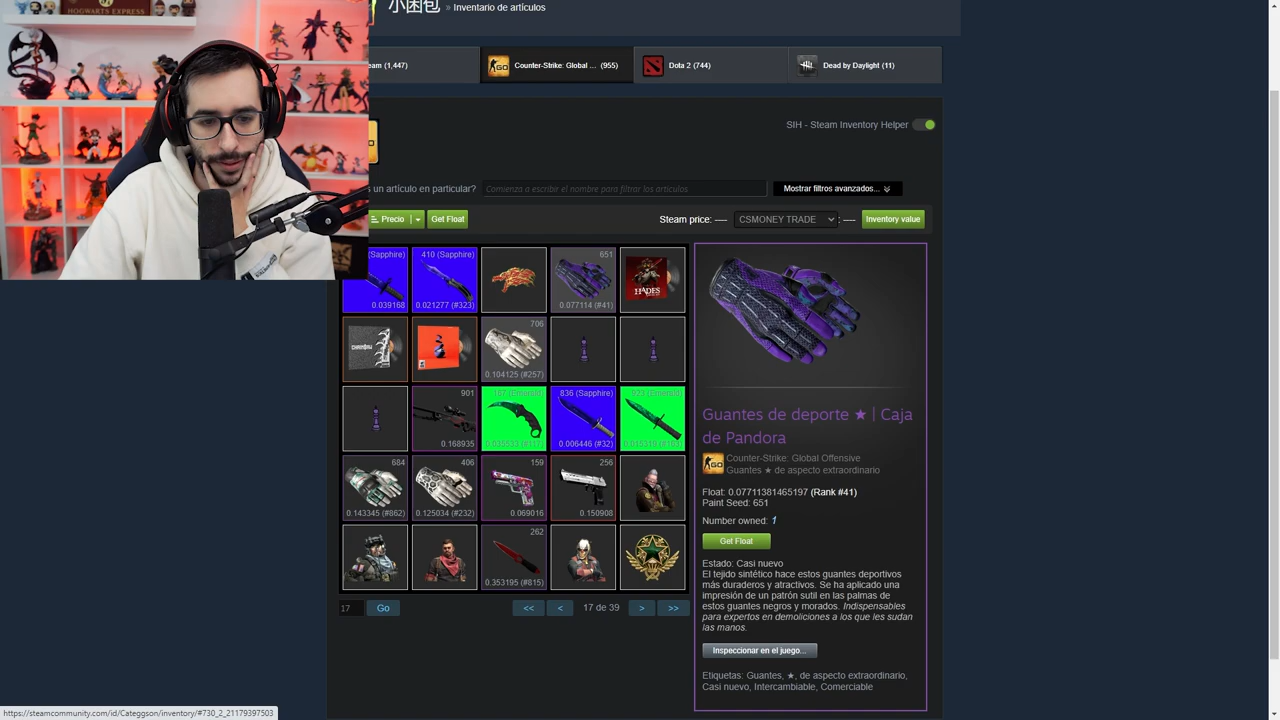 HOGWARTS EXPRESS
小困包 » Inventario de artículos
eam (1,447)
Counter-Strike: Global ... (955)
Dota 2 (744)
Dead by Daylight (11)
SIH - Steam Inventory Helper
s un artículo en particular?
Comienza a escribir el nombre para filtrar los artículos
Mostrar filtros avanzados...
Precio
Get Float
Steam price: ---
CSMONEY TRADE
: ---
Inventory value
(Sapphire)
0.039168
410 (Sapphire)
0.021277 (#323)
651
0.077114 (#41)
HADES
706
0.104125 (#257)
901
0.168935
(Emerald)
836 (Sapphire)
0.006446 (#32)
684
0.143345 (#862)
406
0.125034 (#232)
159
0.069016
256
0.150908
262
0.353195 (#815)
17
Go
<<
<
17 de 39
>
>>
Guantes de deporte ★ | Caja
de Pandora
Counter-Strike: Global Offensive
Guantes ★ de aspecto extraordinario
Float: 0.07711381465197 (Rank #41)
Paint Seed: 651
Number owned: 1
Get Float
Estado: Casi nuevo
El tejido sintético hace estos guantes deportivos
más duraderos y atractivos. Se ha aplicado una
impresión de un patrón sutil en las palmas de
estos guantes negros y morados. Indispensables
para expertos en demoliciones a los que les sudan
las manos.
Inspeccionar en el juego...
Etiquetas: Guantes, ★, de aspecto extraordinario,
Casi nuevo, Intercambiable, Comerciable
https://steamcommunity.com/id/Categgson/inventory/#730_2_21179397503